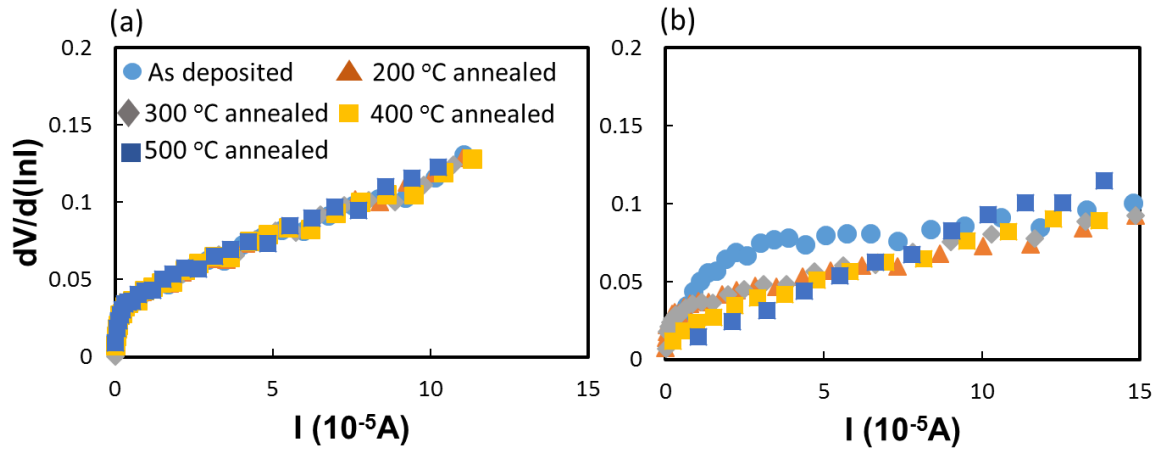 (a)
(b)
0.2
0.15
0.1
0.05
0
dV/d(lnI)
As deposited
200 °C annealed
300 °C annealed
400 °C annealed
500 °C annealed
0 5 10 15
I (10⁻⁵A)
0.2
0.15
0.1
0.05
0
0 5 10 15
I (10⁻⁵A)